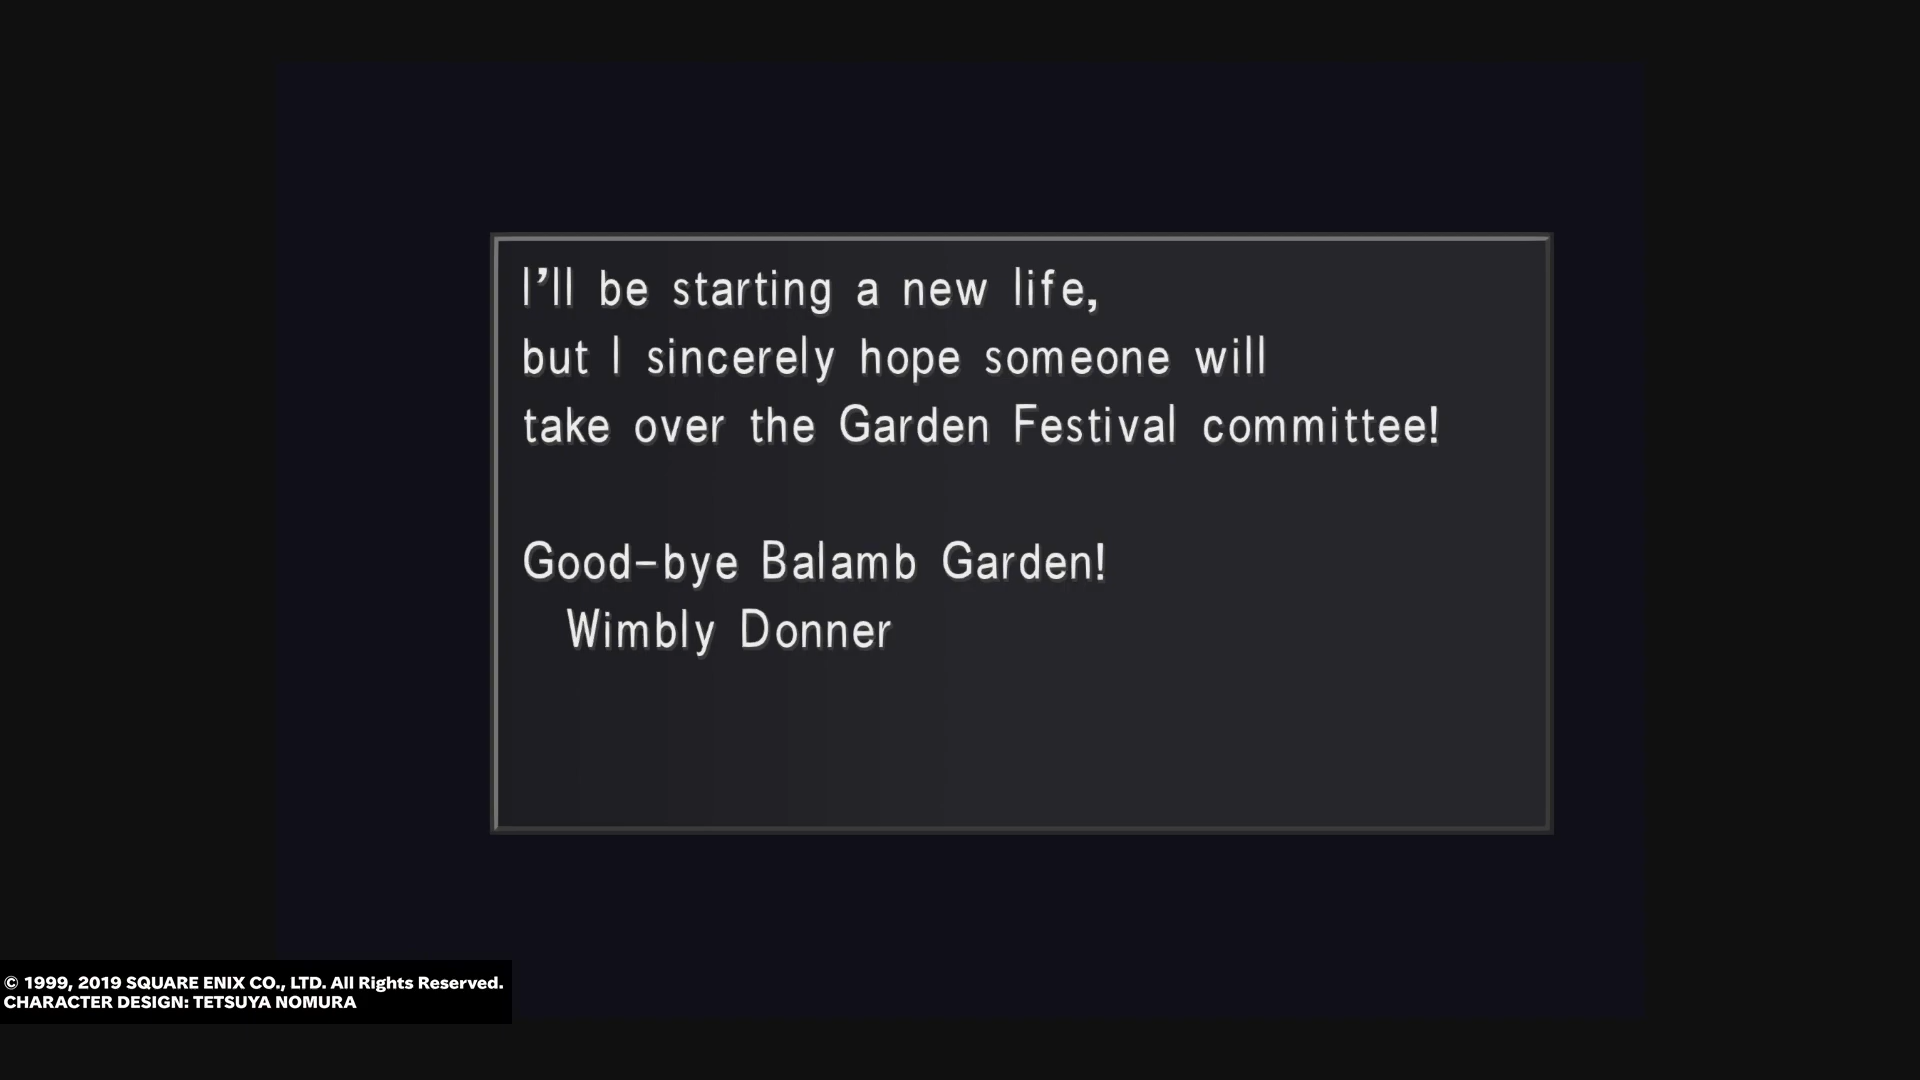 I’ll be starting a new life,
but I sincerely hope someone will
take over the Garden Festival committee!
Good-bye Balamb Garden!
Wimbly Donner
© 1999, 2019 SQUARE ENIX CO., LTD. All Rights Reserved.
CHARACTER DESIGN: TETSUYA NOMURA